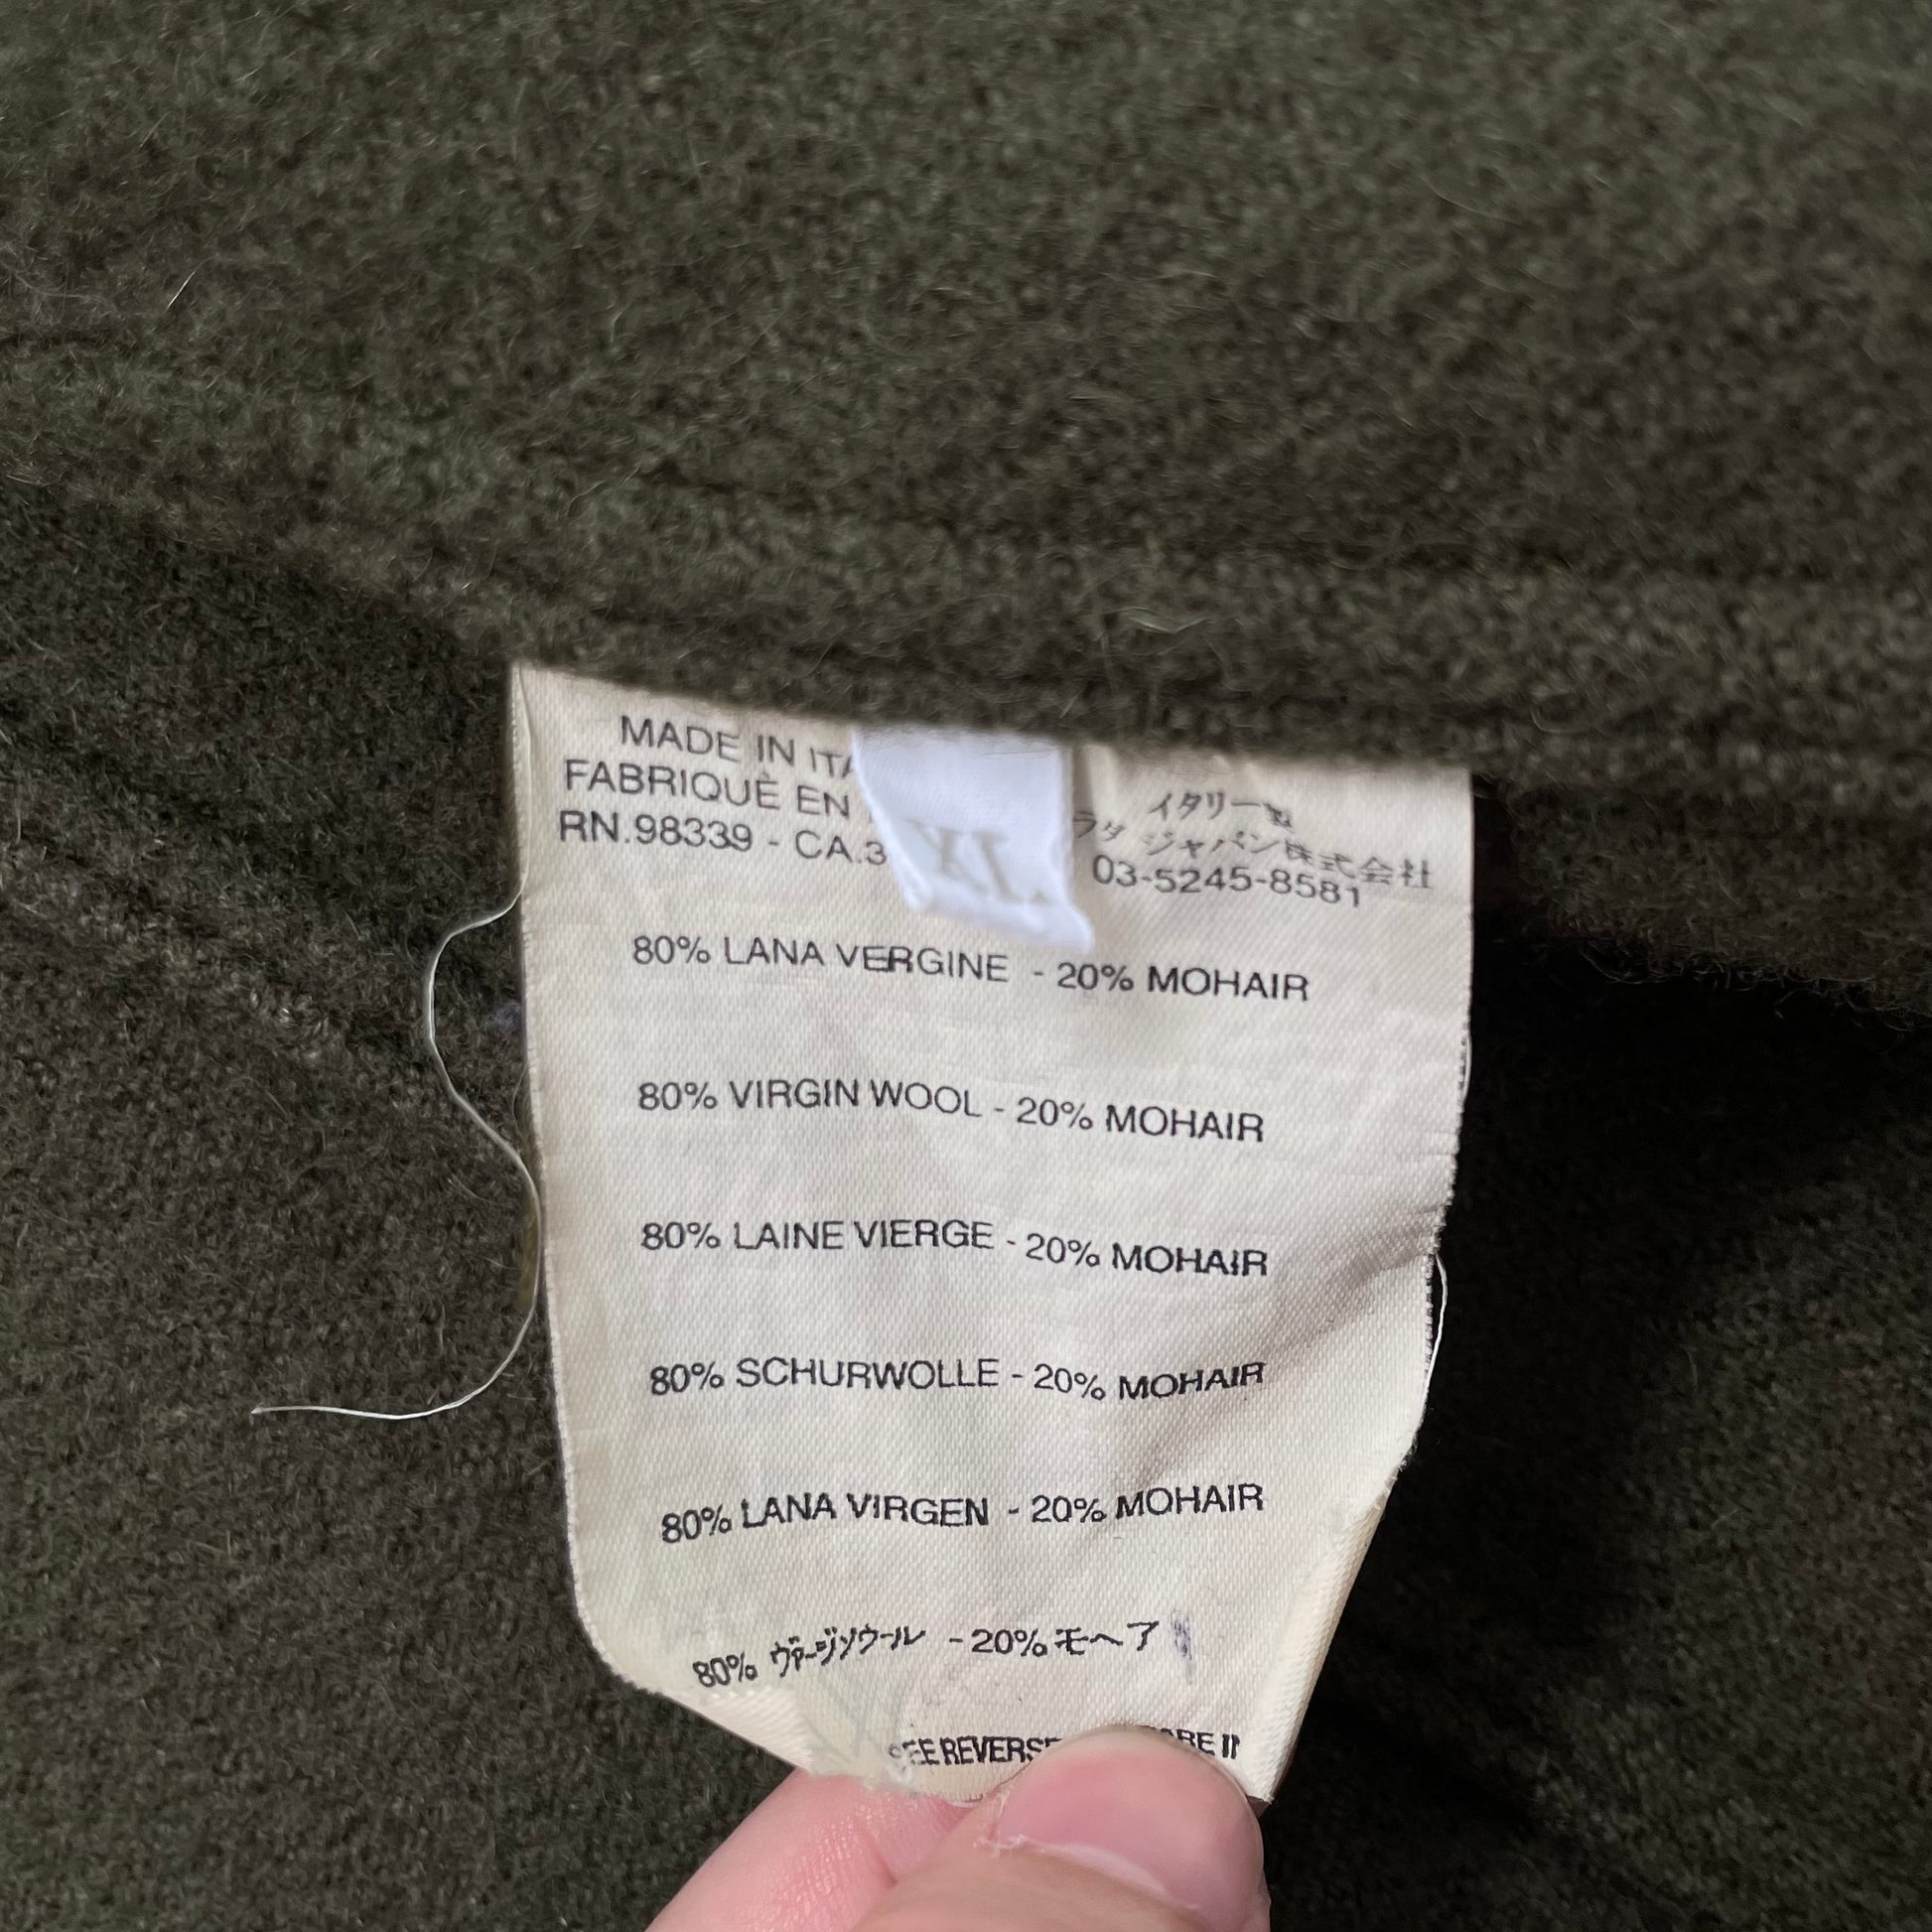 MADE IN ITA
FABRIQUÈ EN
RN.98339 - CA.3
XL
イタリー製
ラダ ジャパン株式会社
03-5245-8581
80% LANA VERGINE - 20% MOHAIR
80% VIRGIN WOOL - 20% MOHAIR
80% LAINE VIERGE - 20% MOHAIR
80% SCHURWOLLE - 20% MOHAIR
80% LANA VIRGEN - 20% MOHAIR
80% ヴァージンウール - 20% モヘア
SEE REVERSE